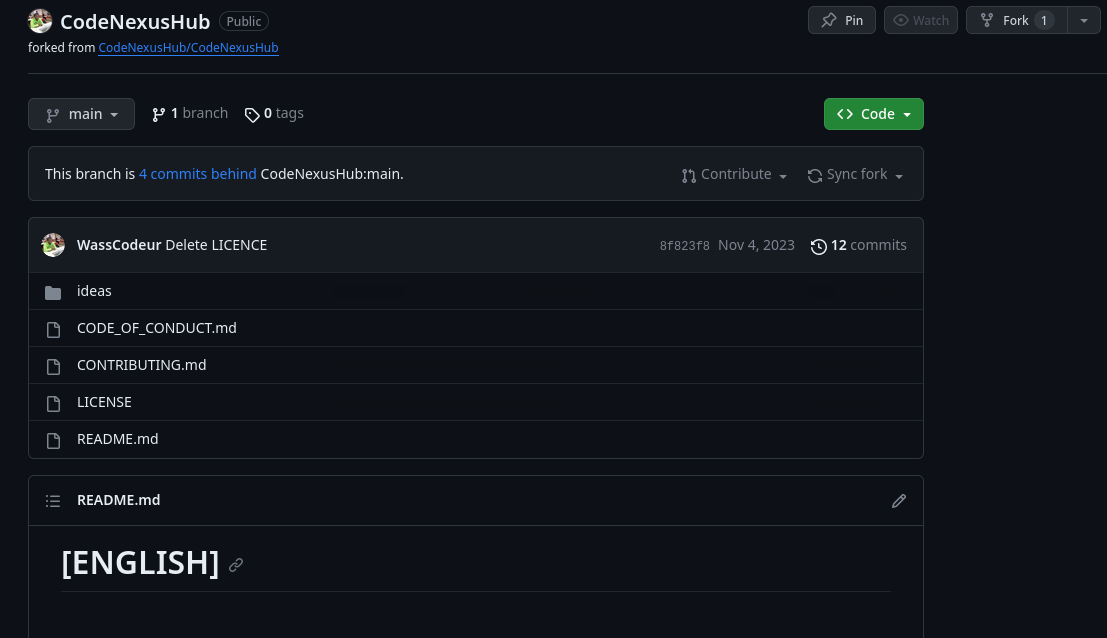 CodeNexusHub Public Pin Watch Fork 1
forked from CodeNexusHub/CodeNexusHub
main 1 branch 0 tags Code
This branch is 4 commits behind CodeNexusHub:main. Contribute Sync fork
WassCodeur Delete LICENCE 8f823f8 Nov 4, 2023 12 commits
ideas
CODE_OF_CONDUCT.md
CONTRIBUTING.md
LICENSE
README.md
README.md
[ENGLISH]